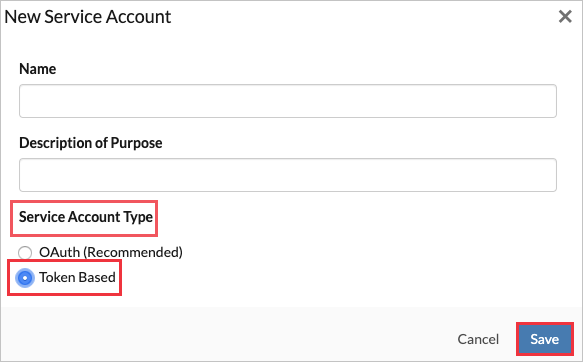 New Service Account
Name
Description of Purpose
Service Account Type
OAuth (Recommended)
Token Based
Cancel Save